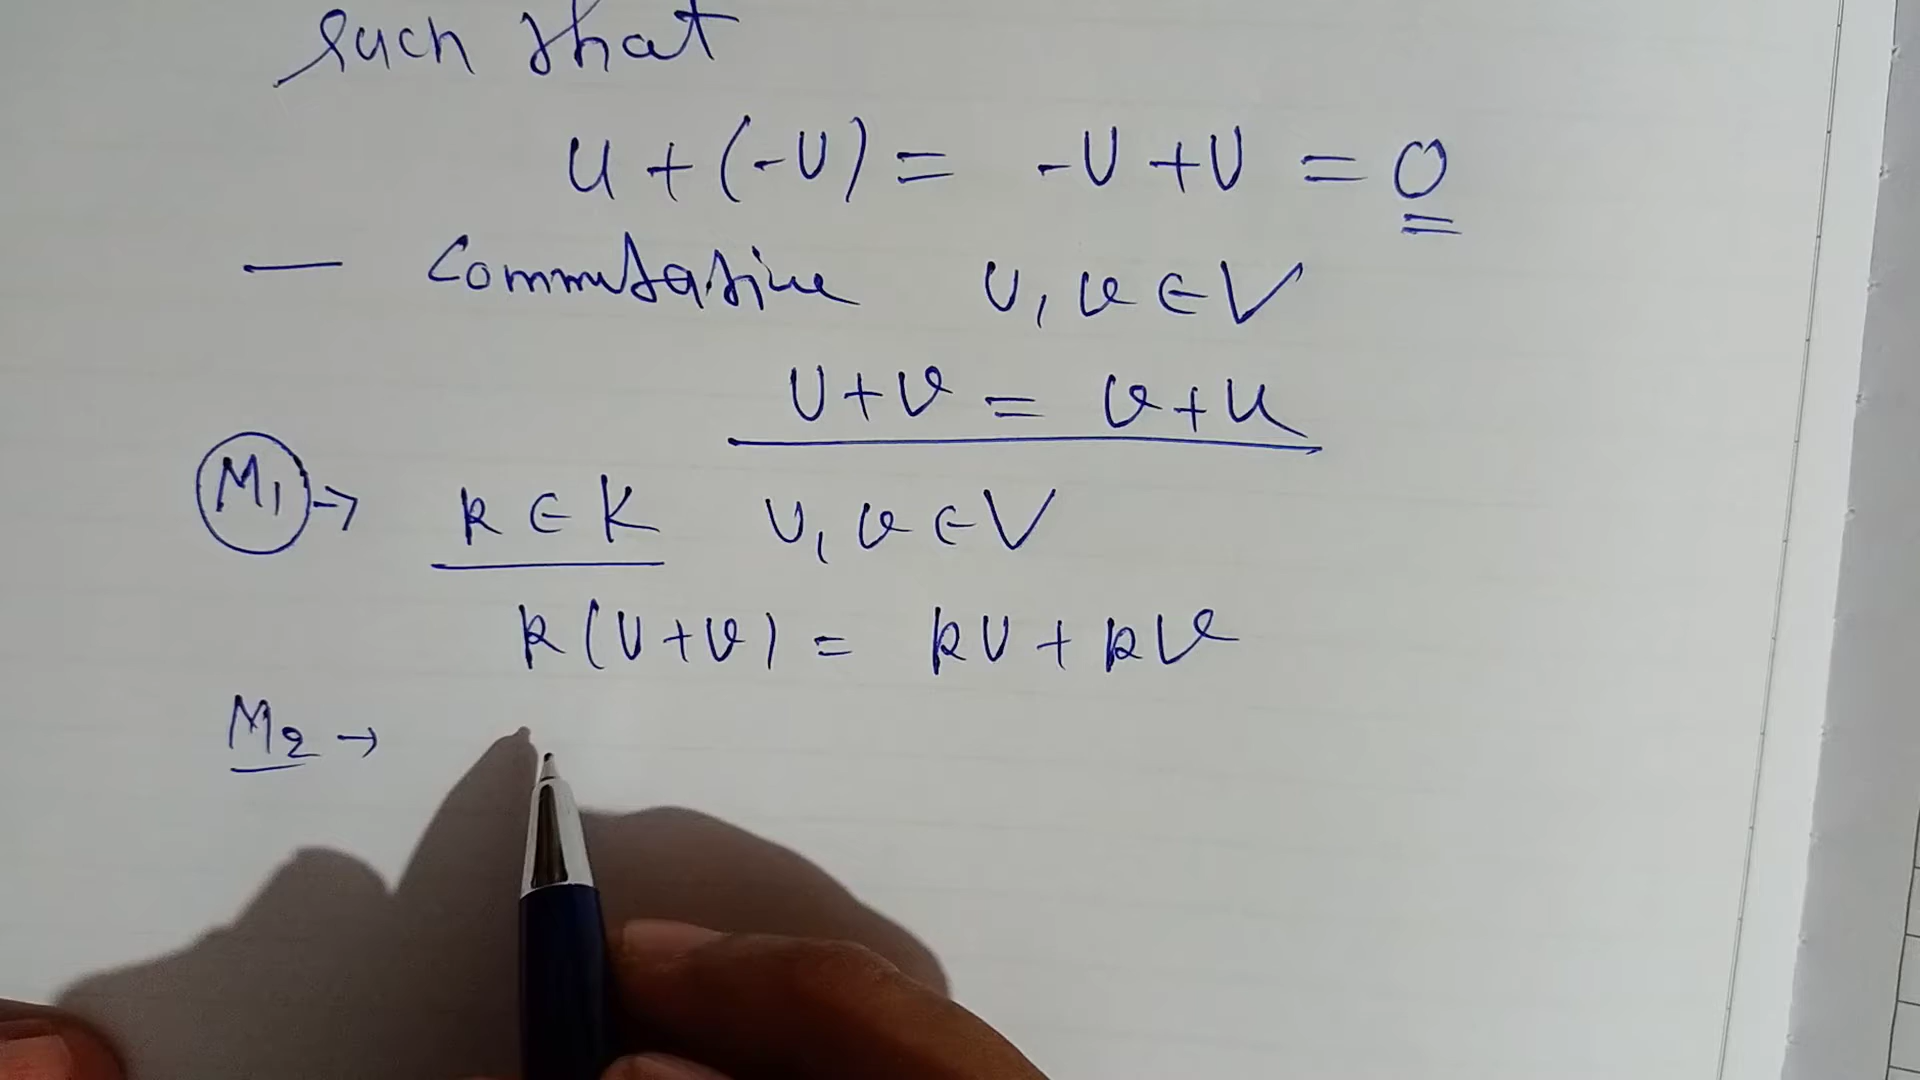 such that
u + (-u) = -u + u = 0
— Commutative u, v ∈ V
u + v = v + u
M₁ → k ∈ K u, v ∈ V
k(u+v) = ku + kv
M₂ →